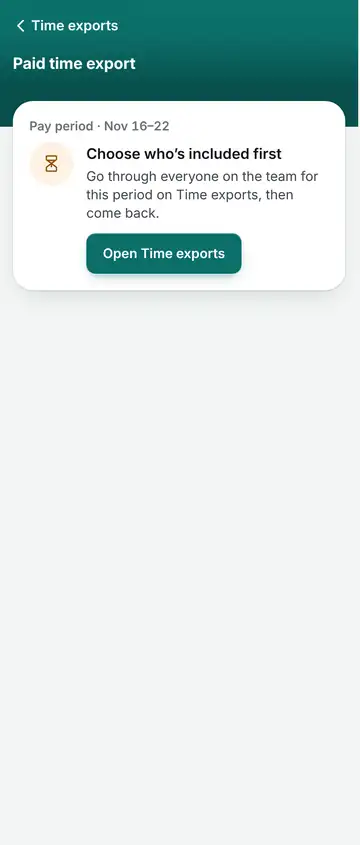 Time exports
Paid time export
Pay period · Nov 16–22
Choose who’s included first
Go through everyone on the team for
this period on Time exports, then
come back.
Open Time exports